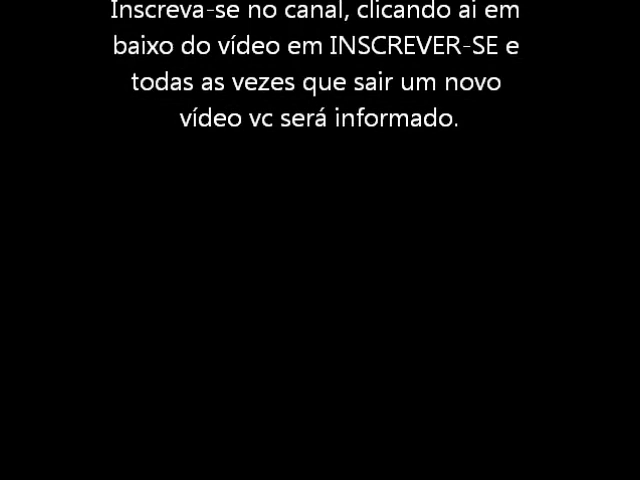 Inscreva-se no canal, clicando ai em
baixo do vídeo em INSCREVER-SE e
todas as vezes que sair um novo
vídeo vc será informado.